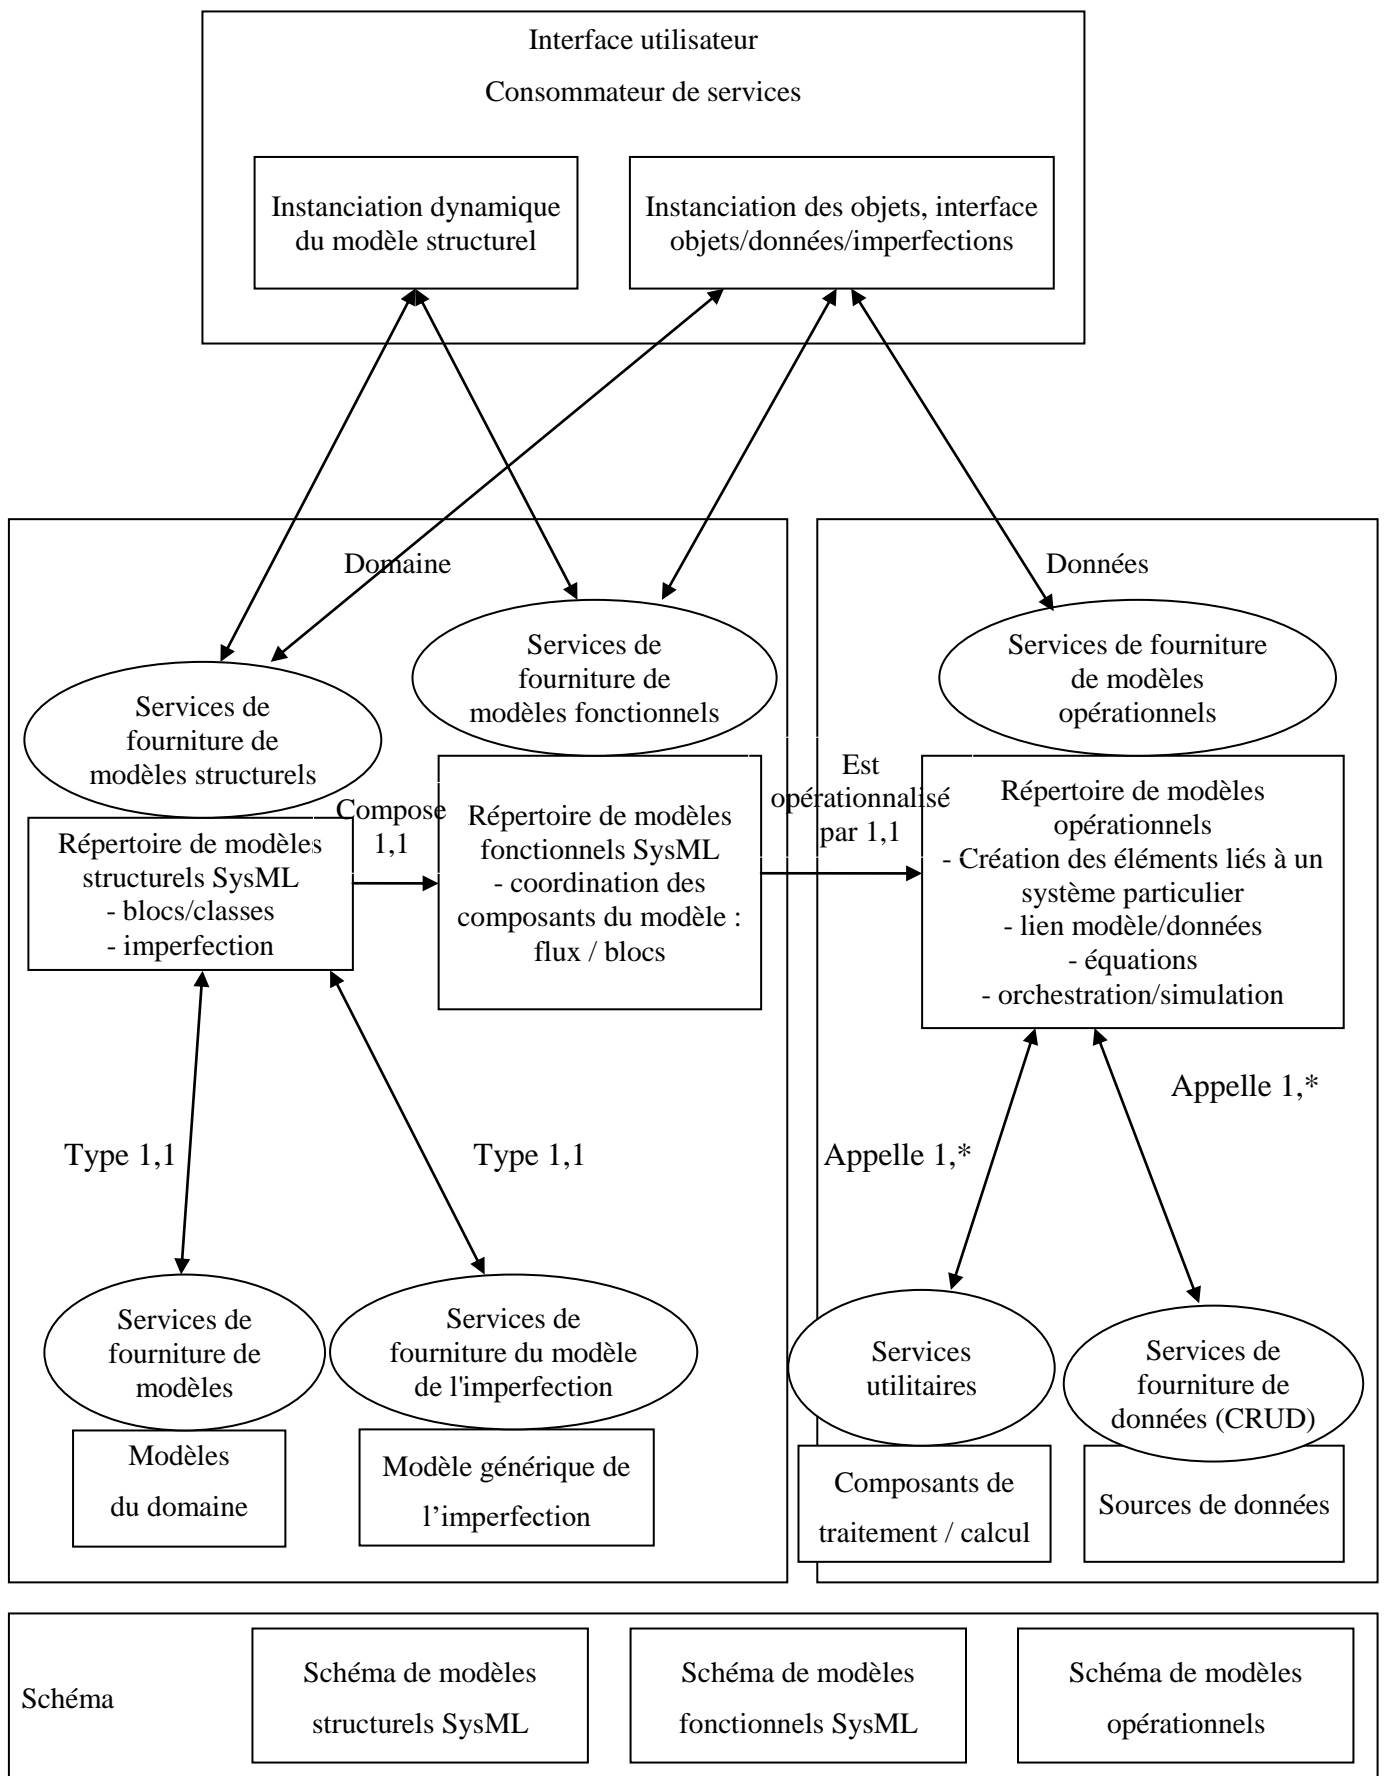 Interface utilisateur
Consommateur de services
Instanciation dynamique
du modèle structurel
Instanciation des objets, interface
objets/données/imperfections
Domaine
Données
Services de
fourniture de
modèles structurels
Services de
fourniture de
modèles fonctionnels
Services de fourniture
de modèles
opérationnels
Répertoire de modèles
structurels SysML
- blocs/classes
- imperfection
Compose
1,1
Répertoire de modèles
fonctionnels SysML
- coordination des
composants du modèle :
flux / blocs
Est
opérationnalisé
par 1,1
Répertoire de modèles
opérationnels
- Création des éléments liés à un
système particulier
- lien modèle/données
- équations
- orchestration/simulation
Type 1,1
Type 1,1
Appelle 1,*
Appelle 1,*
Services de
fourniture de
modèles
Services de
fourniture du modèle
de l'imperfection
Services
utilitaires
Services de
fourniture de
données (CRUD)
Modèles
du domaine
Modèle générique de
l’imperfection
Composants de
traitement / calcul
Sources de données
Schéma
Schéma de modèles
structurels SysML
Schéma de modèles
fonctionnels SysML
Schéma de modèles
opérationnels